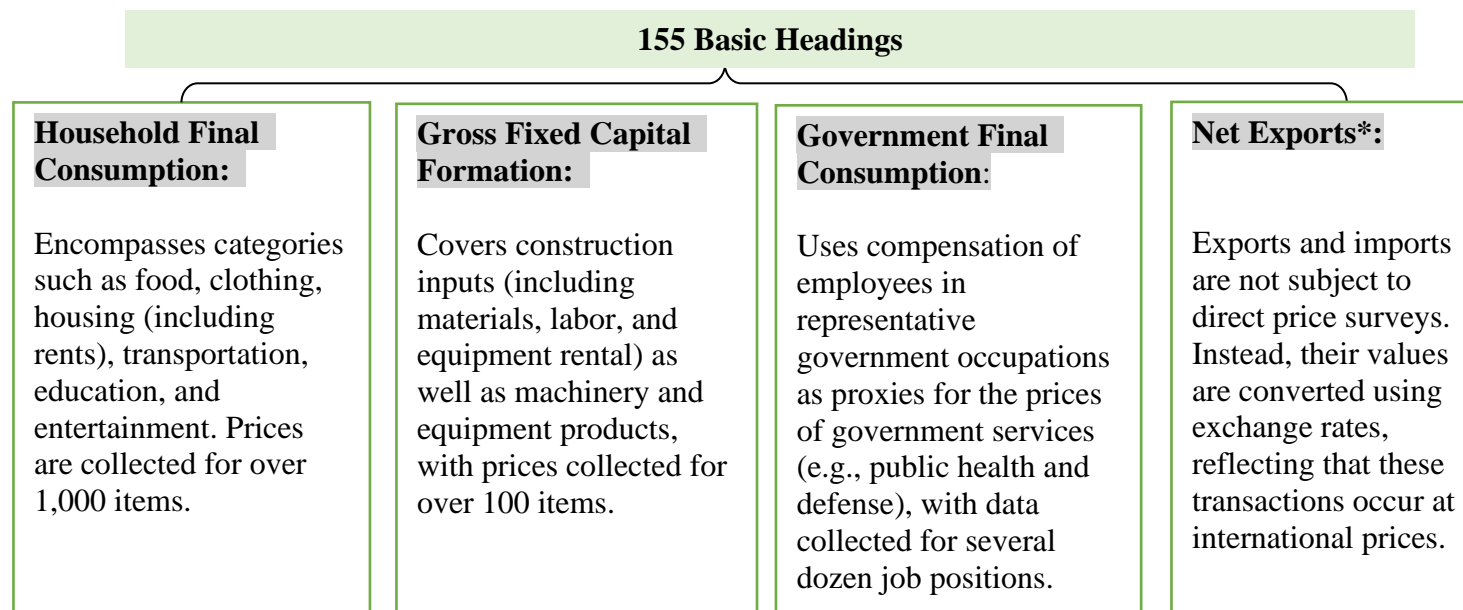 155 Basic Headings
Household Final
Consumption:
Encompasses categories
such as food, clothing,
housing (including
rents), transportation,
education, and
entertainment. Prices
are collected for over
1,000 items.
Gross Fixed Capital
Formation:
Covers construction
inputs (including
materials, labor, and
equipment rental) as
well as machinery and
equipment products,
with prices collected for
over 100 items.
Government Final
Consumption:
Uses compensation of
employees in
representative
government occupations
as proxies for the prices
of government services
(e.g., public health and
defense), with data
collected for several
dozen job positions.
Net Exports*:
Exports and imports
are not subject to
direct price surveys.
Instead, their values
are converted using
exchange rates,
reflecting that these
transactions occur at
international prices.